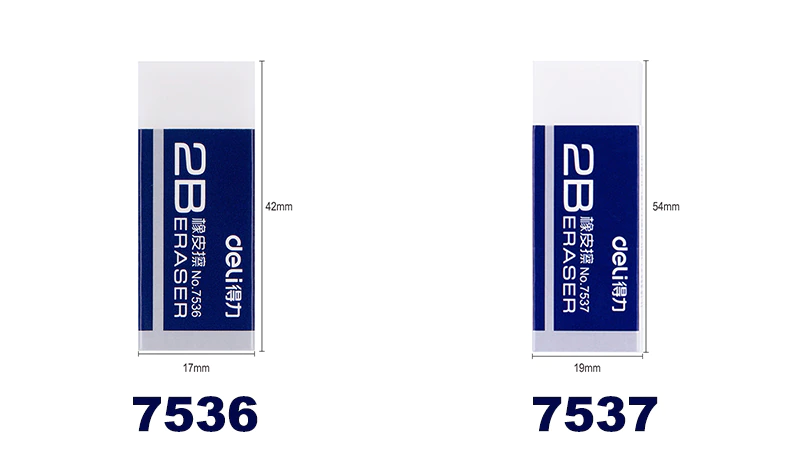 2B
橡皮擦 No.7536
ERASER
deli得力
42mm
17mm
7536
2B
橡皮擦 No.7537
ERASER
deli得力
54mm
19mm
7537